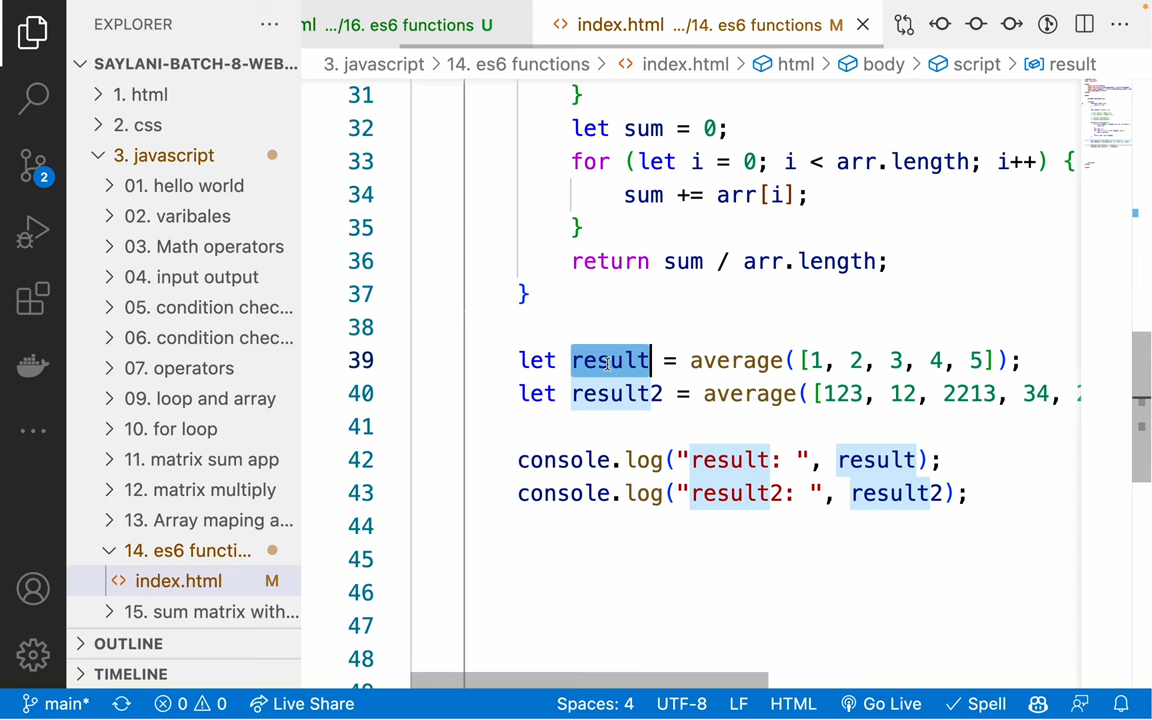 EXPLORER
SAYLANI-BATCH-8-WEB...
1. html
2. css
3. javascript
01. hello world
02. varibales
03. Math operators
04. input output
05. condition chec...
06. condition chec...
07. operators
09. loop and array
10. for loop
11. matrix sum app
12. matrix multiply
13. Array maping a...
14. es6 functi...
index.html M
15. sum matrix with...
OUTLINE
TIMELINE
2
ml .../16. es6 functions U
index.html .../14. es6 functions M
3. javascript > 14. es6 functions > index.html > html > body > script > result
31 }
32 let sum = 0;
33 for (let i = 0; i < arr.length; i++) {
34 sum += arr[i];
35 }
36 return sum / arr.length;
37 }
38
39 let result = average([1, 2, 3, 4, 5]);
40 let result2 = average([123, 12, 2213, 34, 2
41
42 console.log("result: ", result);
43 console.log("result2: ", result2);
44
45
46
47
48
main* 0 0 Live Share Spaces: 4 UTF-8 LF HTML Go Live Spell